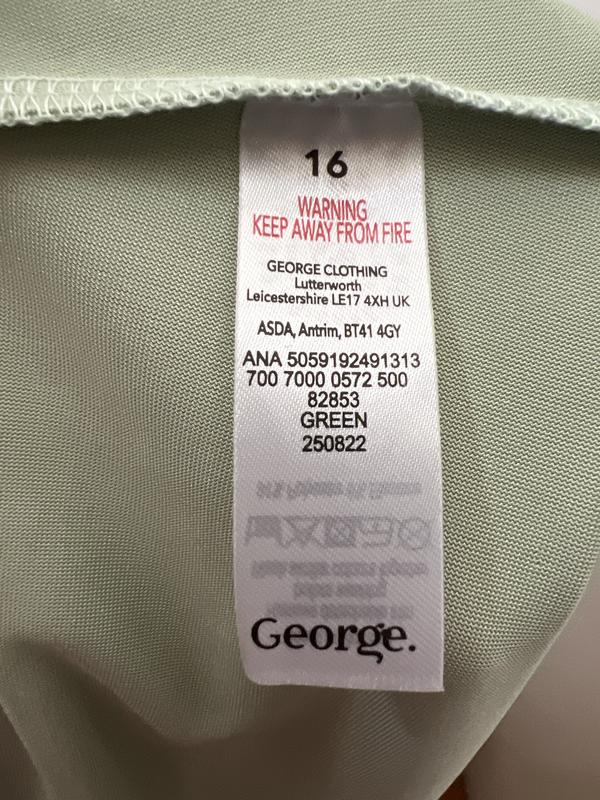 16
WARNING
KEEP AWAY FROM FIRE
GEORGE CLOTHING
Lutterworth
Leicestershire LE17 4XH UK
ASDA, Antrim, BT41 4GY
ANA 5059192491313
700 7000 0572 500
82853
GREEN
250822
George.